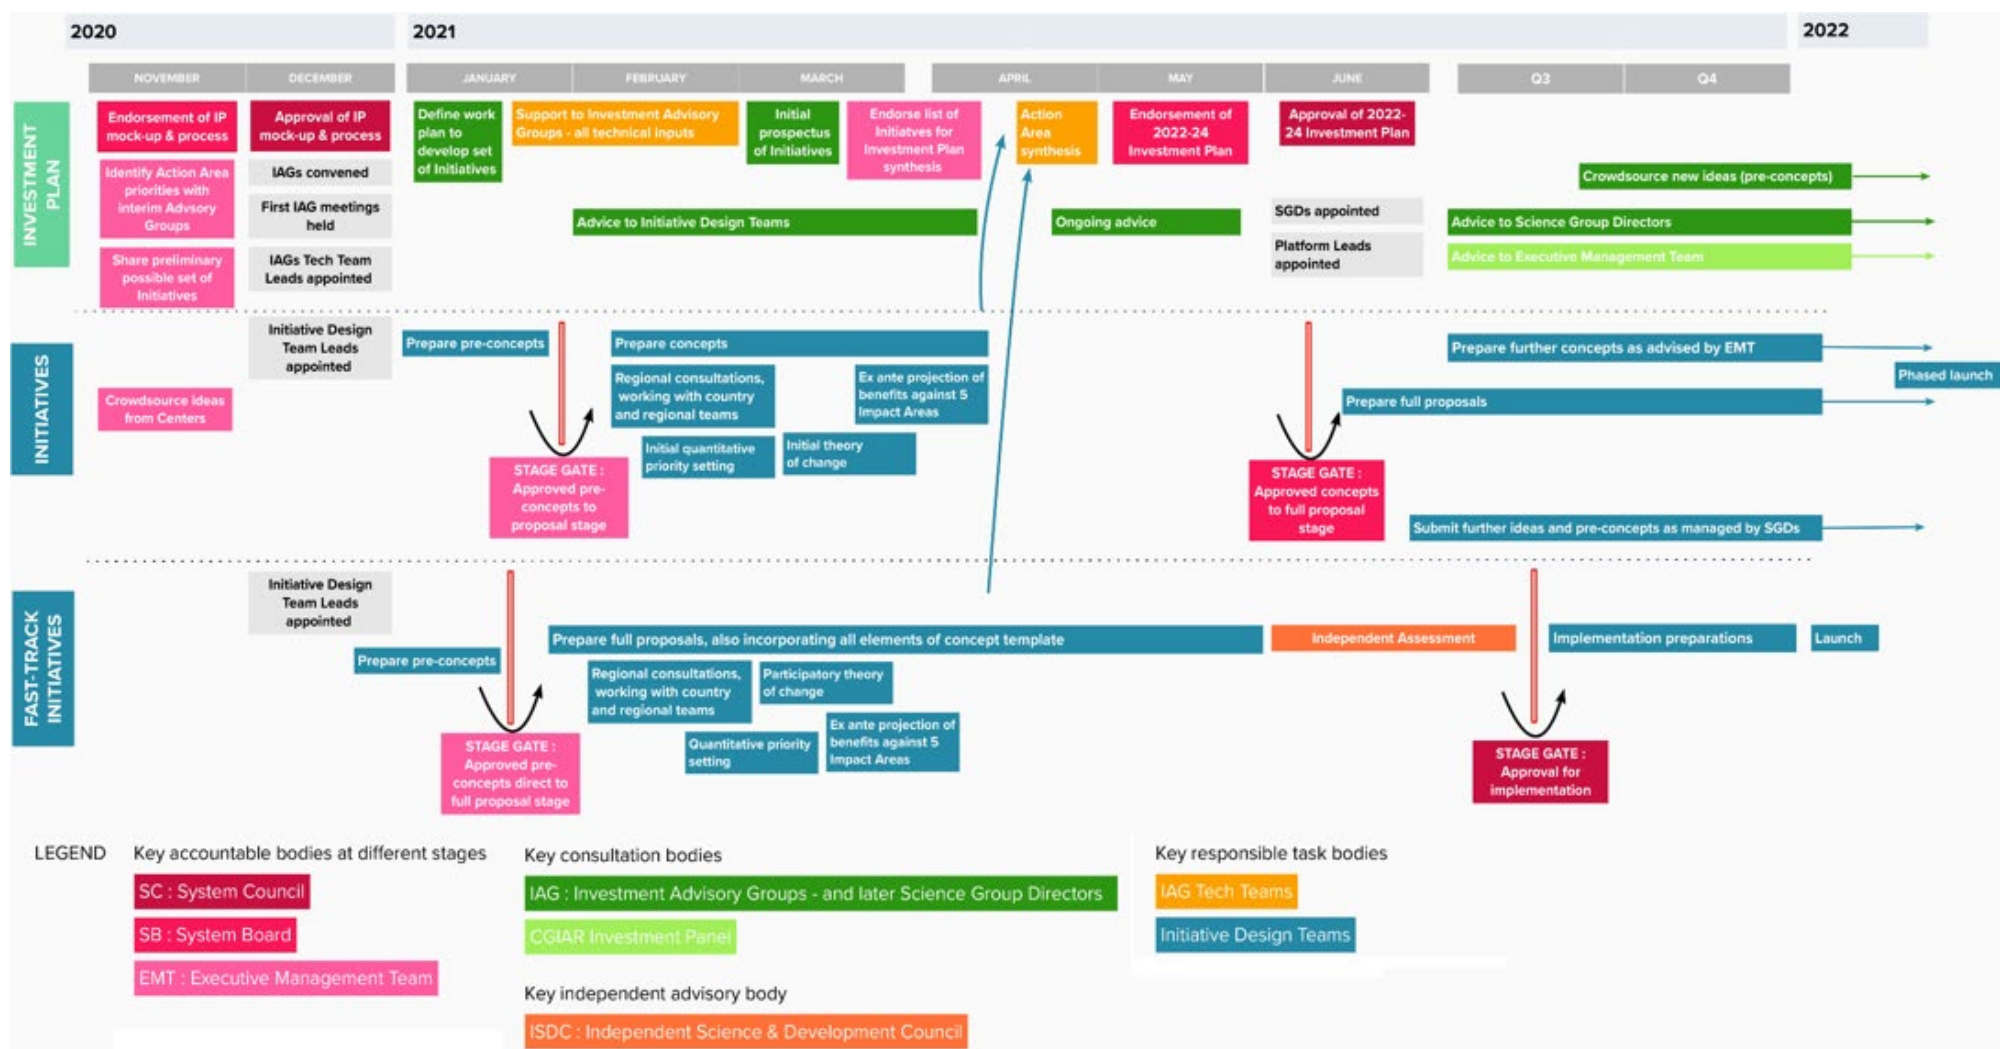 2020
2021
2022
NOVEMBER
DECEMBER
JANUARY
FEBRUARY
MARCH
APRIL
MAY
JUNE
Q3
Q4
INVESTMENT
PLAN
Endorsement of IP
mock-up & process
Identify Action Area
priorities with
interim Advsory
Groups
Share preliminary
possible set of
Initiatives
Approval of IP
mock-up & process
IAGs convened
First IAG meetings
held
IAGs Tech Team
Leads appointed
Define work
plan to
develop set
of Initiatives
Support to Investment Advisory
Groups - all technical inputs
Initial
prospectus
of Initiatives
Endorse list of
Initiatves for
Investment Plan
synthesis
Action
Area
synthesis
Endorsement of
2022-24
Investment Plan
Approval of 2022-
24 Investment Plan
Advice to Initiative Design Teams
Ongoing advice
SGDs appointed
Platform Leads
appointed
Crowdsource new ideas (pre-concepts)
Advice to Science Group Directors
Advice to Executive Management Team
INITIATIVES
Crowdsource ideas
from Centers
Initiative Design
Team Leads
appointed
Prepare pre-concepts
STAGE GATE :
Approved pre-
concepts to
proposal stage
Prepare concepts
Regional consultations,
working with country
and regional teams
Ex ante projection of
benefits against 5
Impact Areas
Initial quantitative
priority setting
Initial theory
of change
STAGE GATE :
Approved concepts
to full proposal
stage
Prepare further concepts as advised by EMT
Phased launch
Prepare full proposals
Submit further ideas and pre-concepts as managed by SGDs
FAST-TRACK
INITIATIVES
Initiative Design
Team Leads
appointed
Prepare pre-concepts
STAGE GATE :
Approved pre-
concepts direct to
full proposal stage
Prepare full proposals, also incorporating all elements of concept template
Regional consultations,
working with country
and regional teams
Participatory theory
of change
Quantitative priority
setting
Ex ante projection of
benefits against 5
Impact Areas
Independent Assessment
STAGE GATE :
Approval for
implementation
Implementation preparations
Launch
LEGEND
Key accountable bodies at different stages
SC : System Council
SB : System Board
EMT : Executive Management Team
Key consultation bodies
IAG : Investment Advisory Groups - and later Science Group Directors
CGIAR Investment Panel
Key independent advisory body
ISDC : Independent Science & Development Council
Key responsible task bodies
IAG Tech Teams
Initiative Design Teams